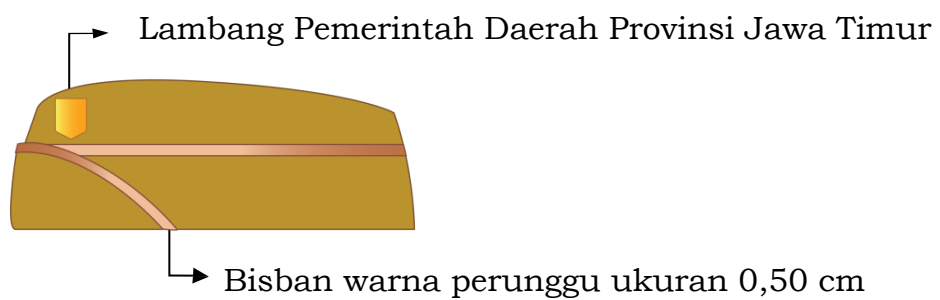 Lambang Pemerintah Daerah Provinsi Jawa Timur
Bisban warna perunggu ukuran 0,50 cm